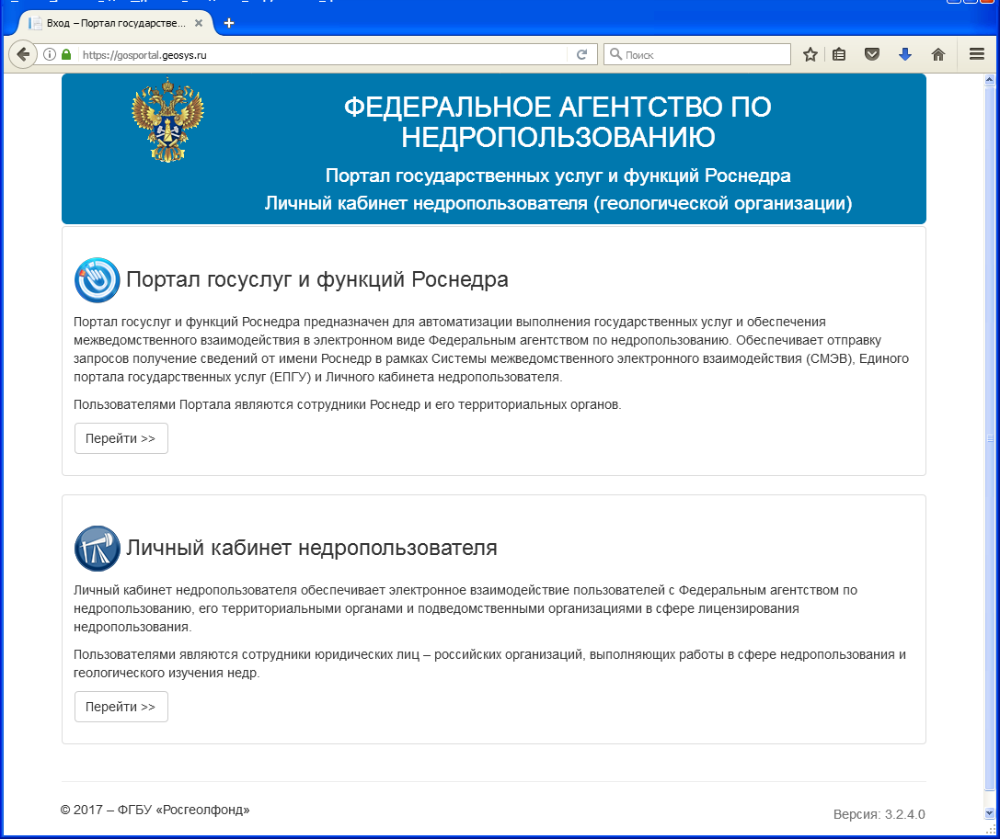 Вход – Портал государстве...
https://gosportal.geosys.ru
Поиск
ФЕДЕРАЛЬНОЕ АГЕНТСТВО ПО
НЕДРОПОЛЬЗОВАНИЮ
Портал государственных услуг и функций Роснедра
Личный кабинет недропользователя (геологической организации)
Портал госуслуг и функций Роснедра
Портал госуслуг и функций Роснедра предназначен для автоматизации выполнения государственных услуг и обеспечения
межведомственного взаимодействия в электронном виде Федеральным агентством по недропользованию. Обеспечивает отправку
запросов получение сведений от имени Роснедр в рамках Системы межведомственного электронного взаимодействия (СМЭВ), Единого
портала государственных услуг (ЕПГУ) и Личного кабинета недропользователя.
Пользователями Портала являются сотрудники Роснедр и его территориальных органов.
Перейти >>
Личный кабинет недропользователя
Личный кабинет недропользователя обеспечивает электронное взаимодействие пользователей с Федеральным агентством по
недропользованию, его территориальными органами и подведомственными организациями в сфере лицензирования
недропользования.
Пользователями являются сотрудники юридических лиц – российских организаций, выполняющих работы в сфере недропользования и
геологического изучения недр.
Перейти >>
© 2017 – ФГБУ «Росгеолфонд»
Версия: 3.2.4.0